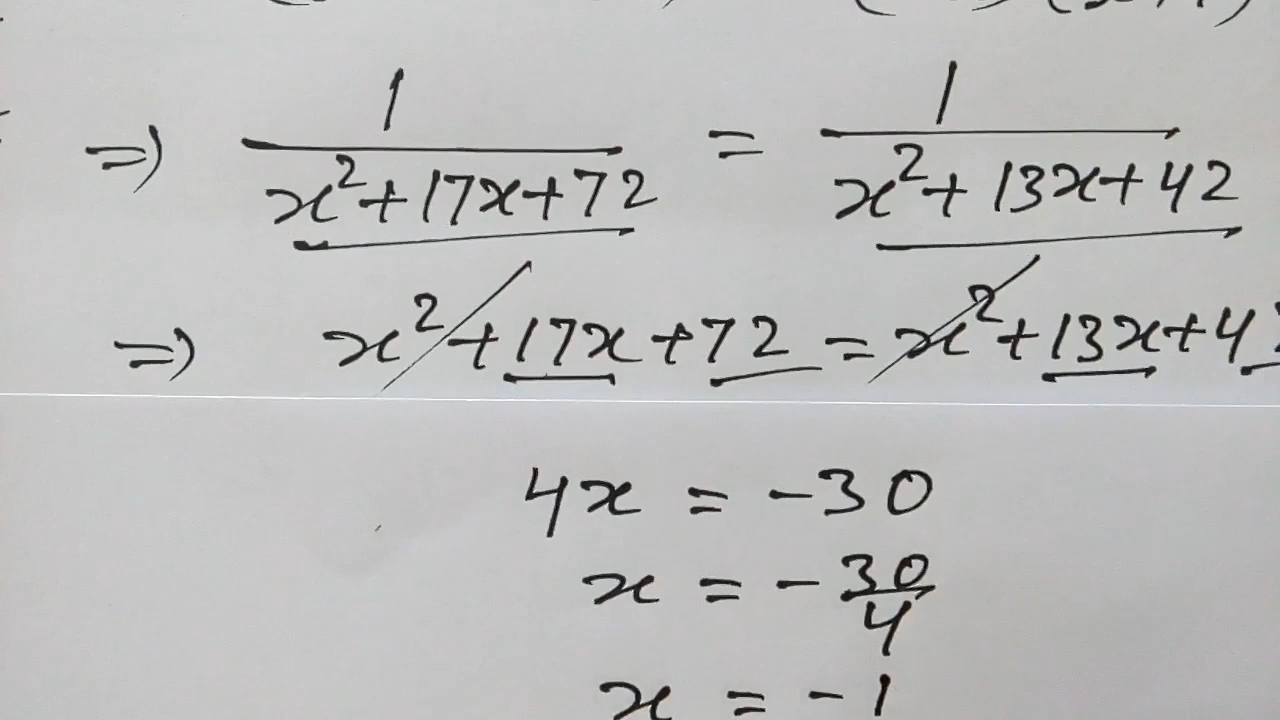 => 1/(x²+17x+72) = 1/(x²+13x+42)
=> x²+17x+72 = x²+13x+4
4x = -30
x = -30/4
x = -1